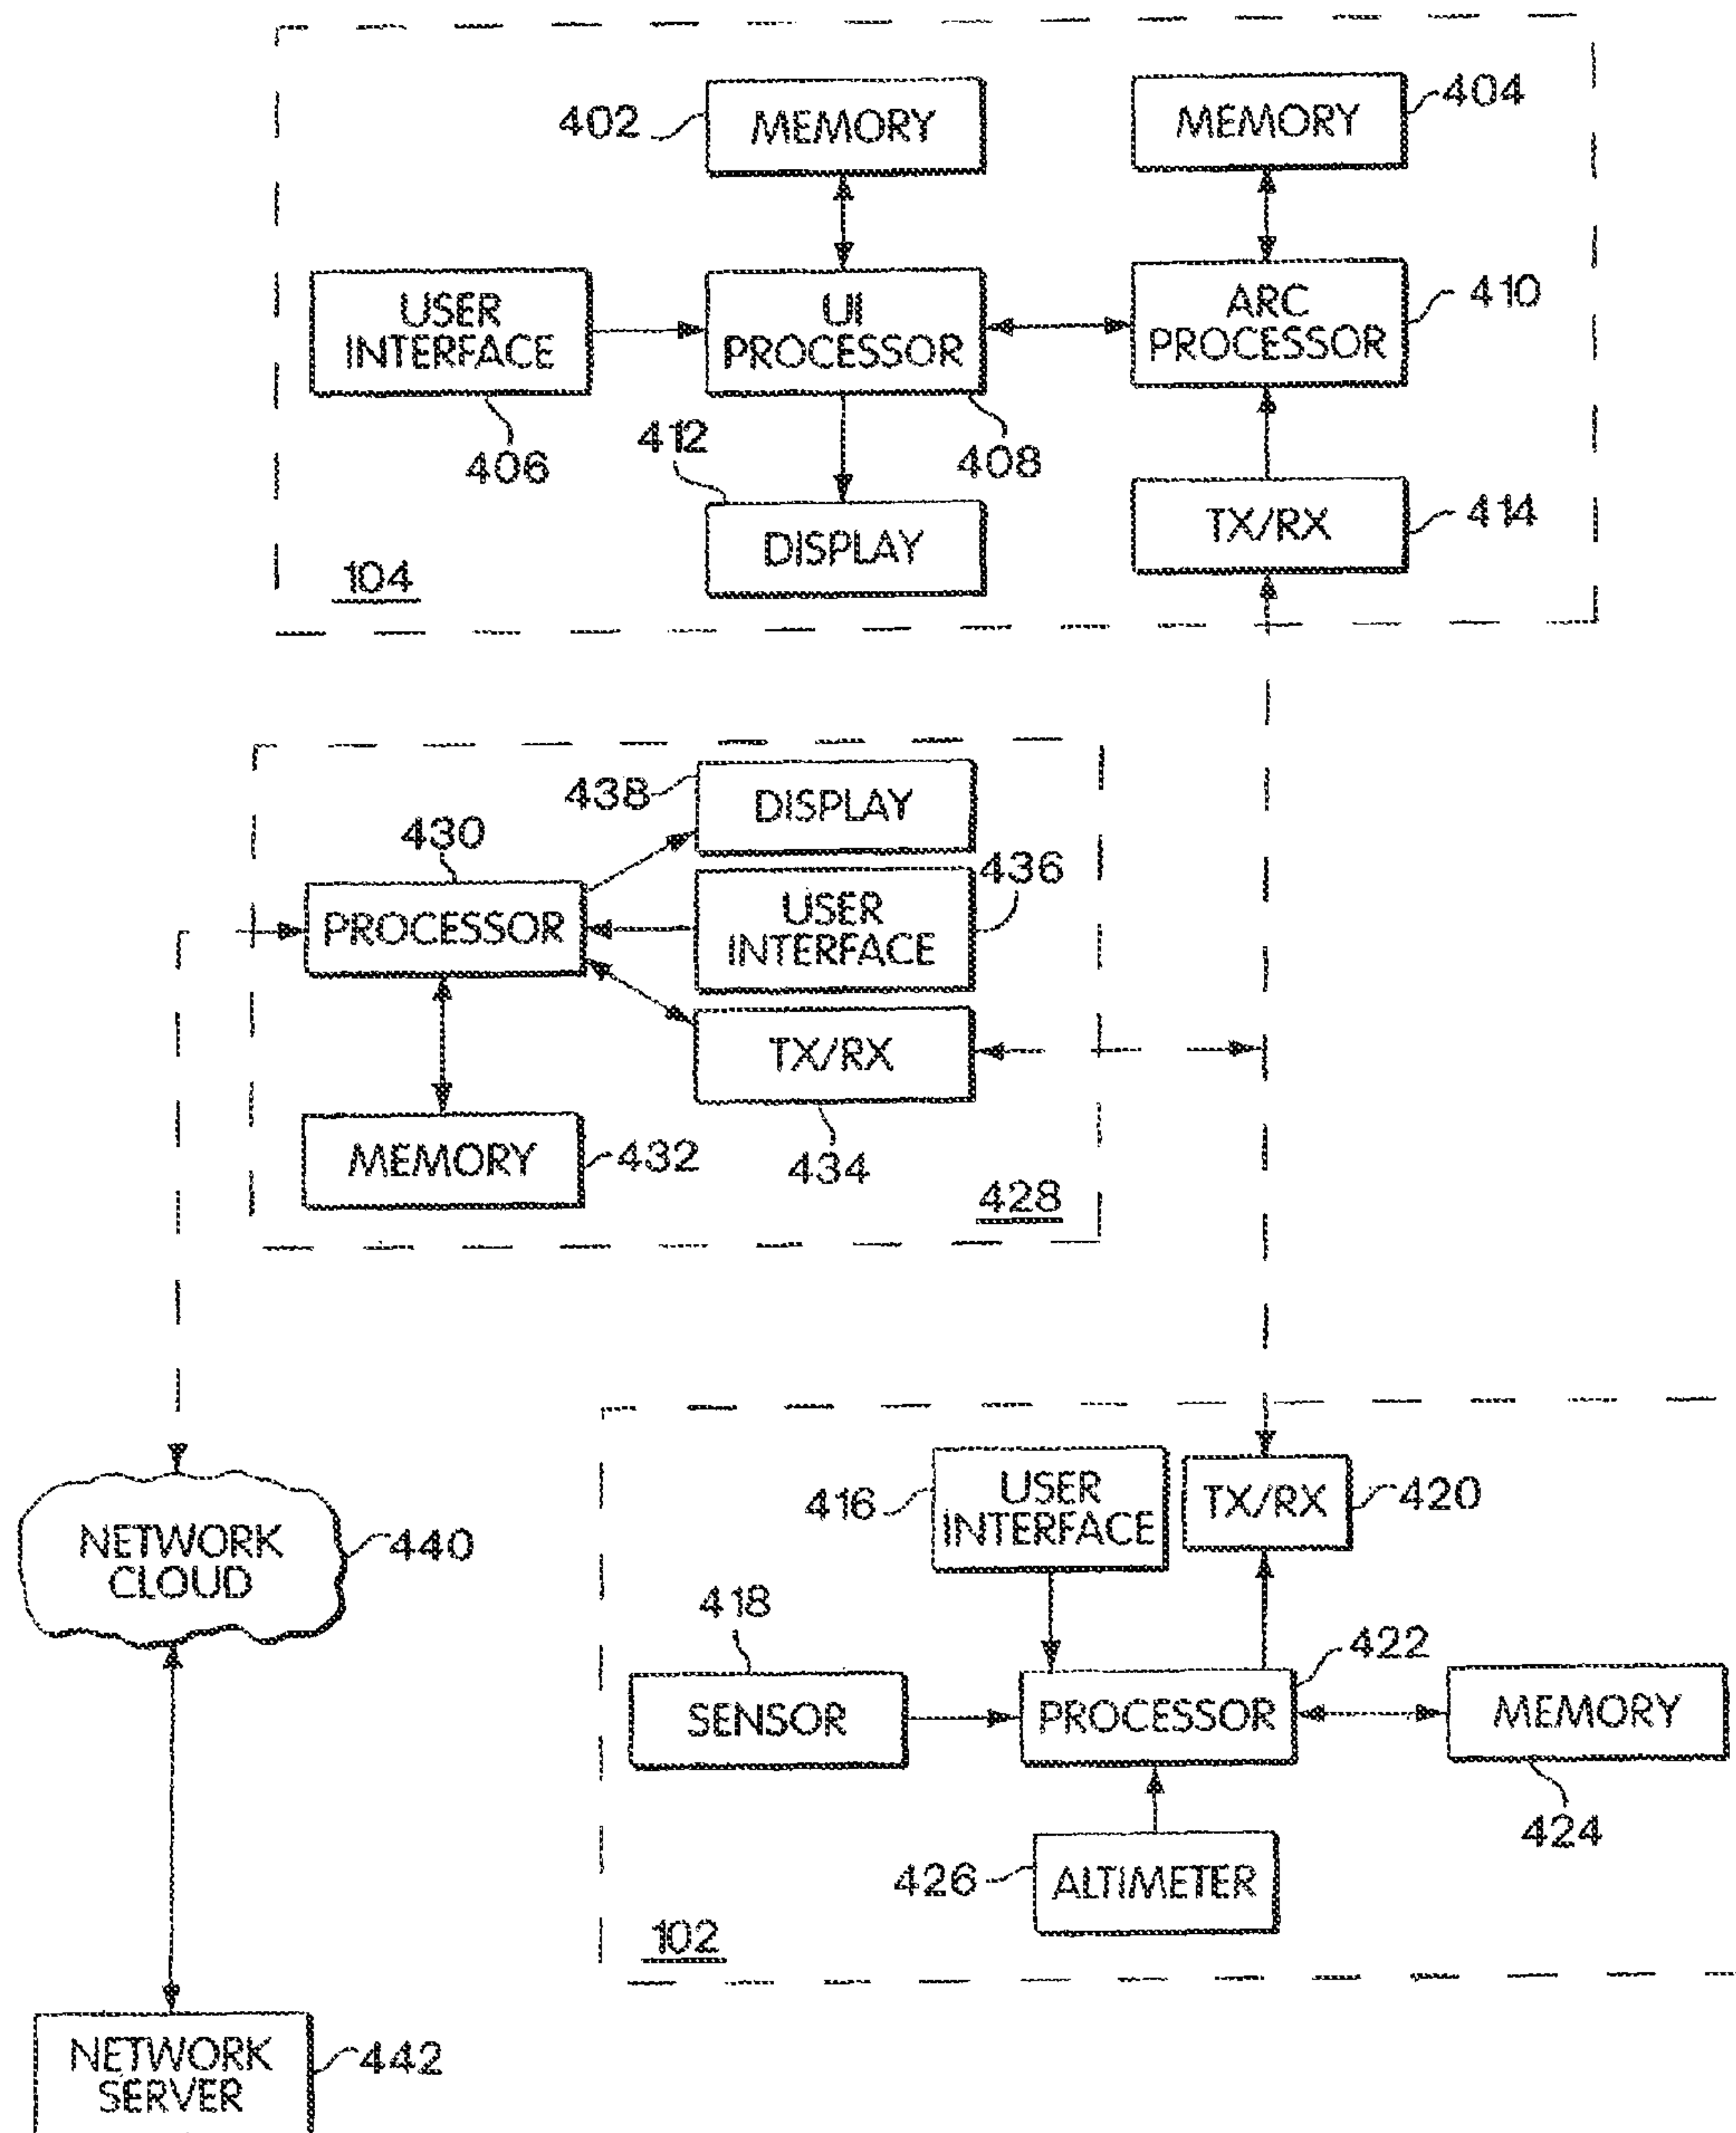 402
MEMORY
MEMORY
404
USER
INTERFACE
406
UI
PROCESSOR
408
ARC
PROCESSOR
410
412
DISPLAY
TX/RX
414
104
438
DISPLAY
430
PROCESSOR
USER
INTERFACE
436
TX/RX
434
MEMORY
432
428
NETWORK
CLOUD
440
416
USER
INTERFACE
TX/RX
420
418
SENSOR
PROCESSOR
422
MEMORY
424
426
ALTIMETER
102
NETWORK
SERVER
442